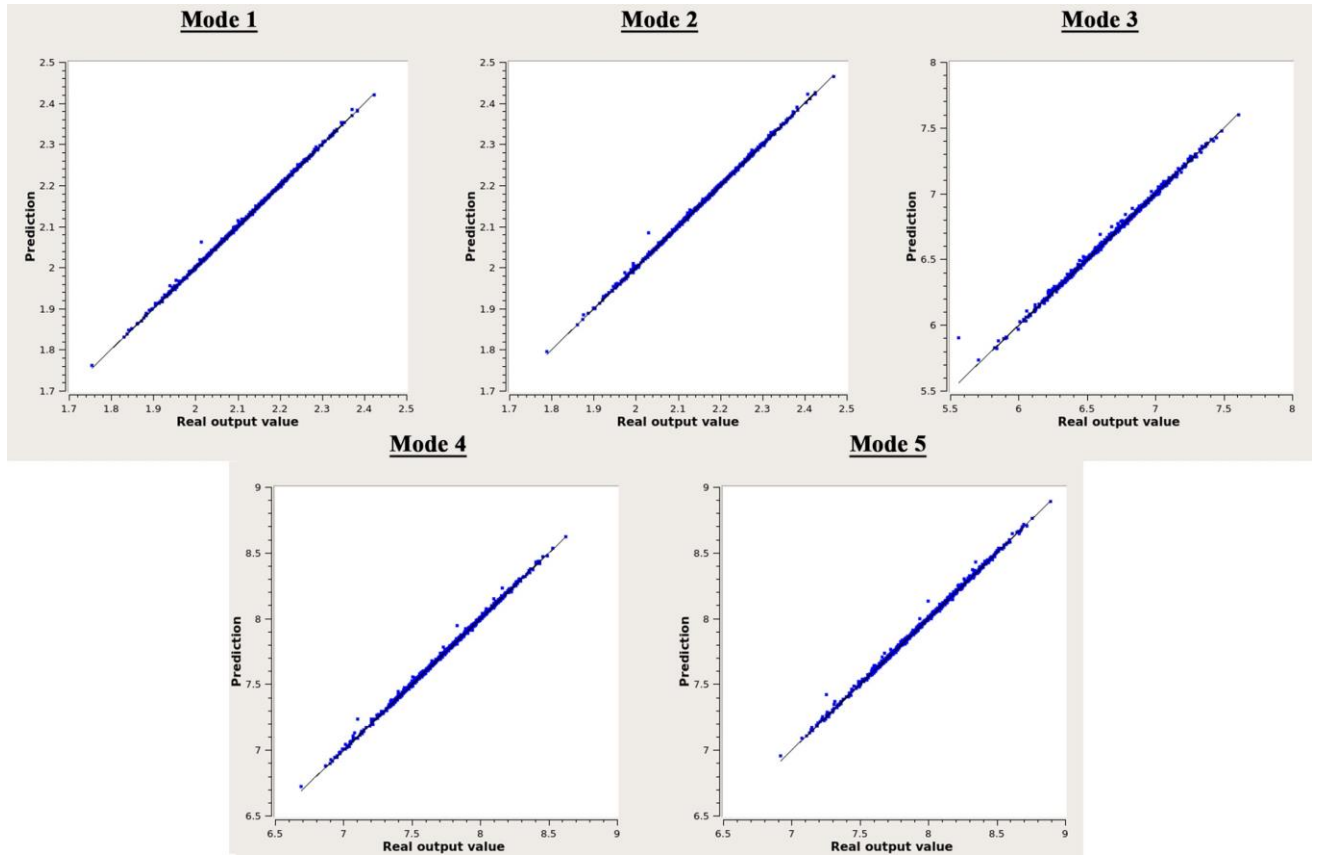 Mode 1
Mode 2
Mode 3
2.5
2.4
2.3
2.2
2.1
2
1.9
1.8
1.7
Prediction
1.7 1.8 1.9 2 2.1 2.2 2.3 2.4 2.5
Real output value
2.5
2.4
2.3
2.2
2.1
2
1.9
1.8
1.7
Prediction
1.7 1.8 1.9 2 2.1 2.2 2.3 2.4 2.5
Real output value
8
7.5
7
6.5
6
5.5
Prediction
5.5 6 6.5 7 7.5 8
Real output value
Mode 4
Mode 5
9
8.5
8
7.5
7
6.5
Prediction
6.5 7 7.5 8 8.5 9
Real output value
9
8.5
8
7.5
7
6.5
Prediction
6.5 7 7.5 8 8.5 9
Real output value